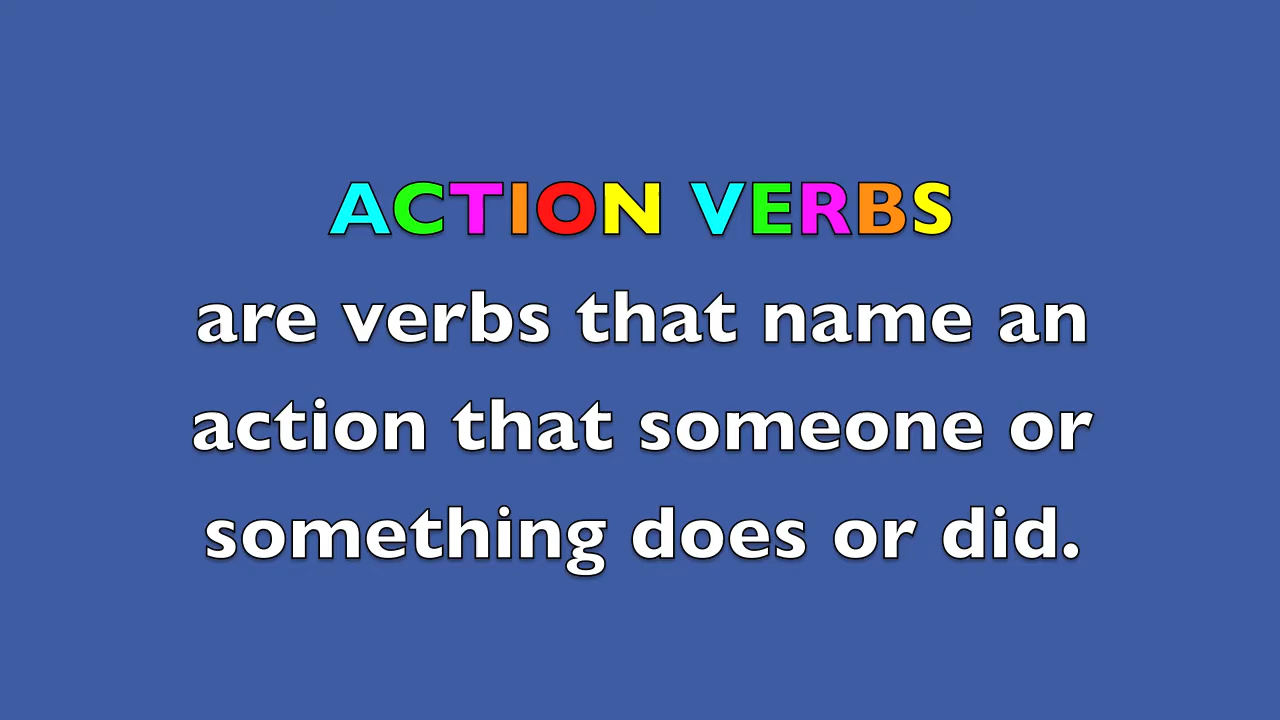 ACTION VERBS
are verbs that name an
action that someone or
something does or did.